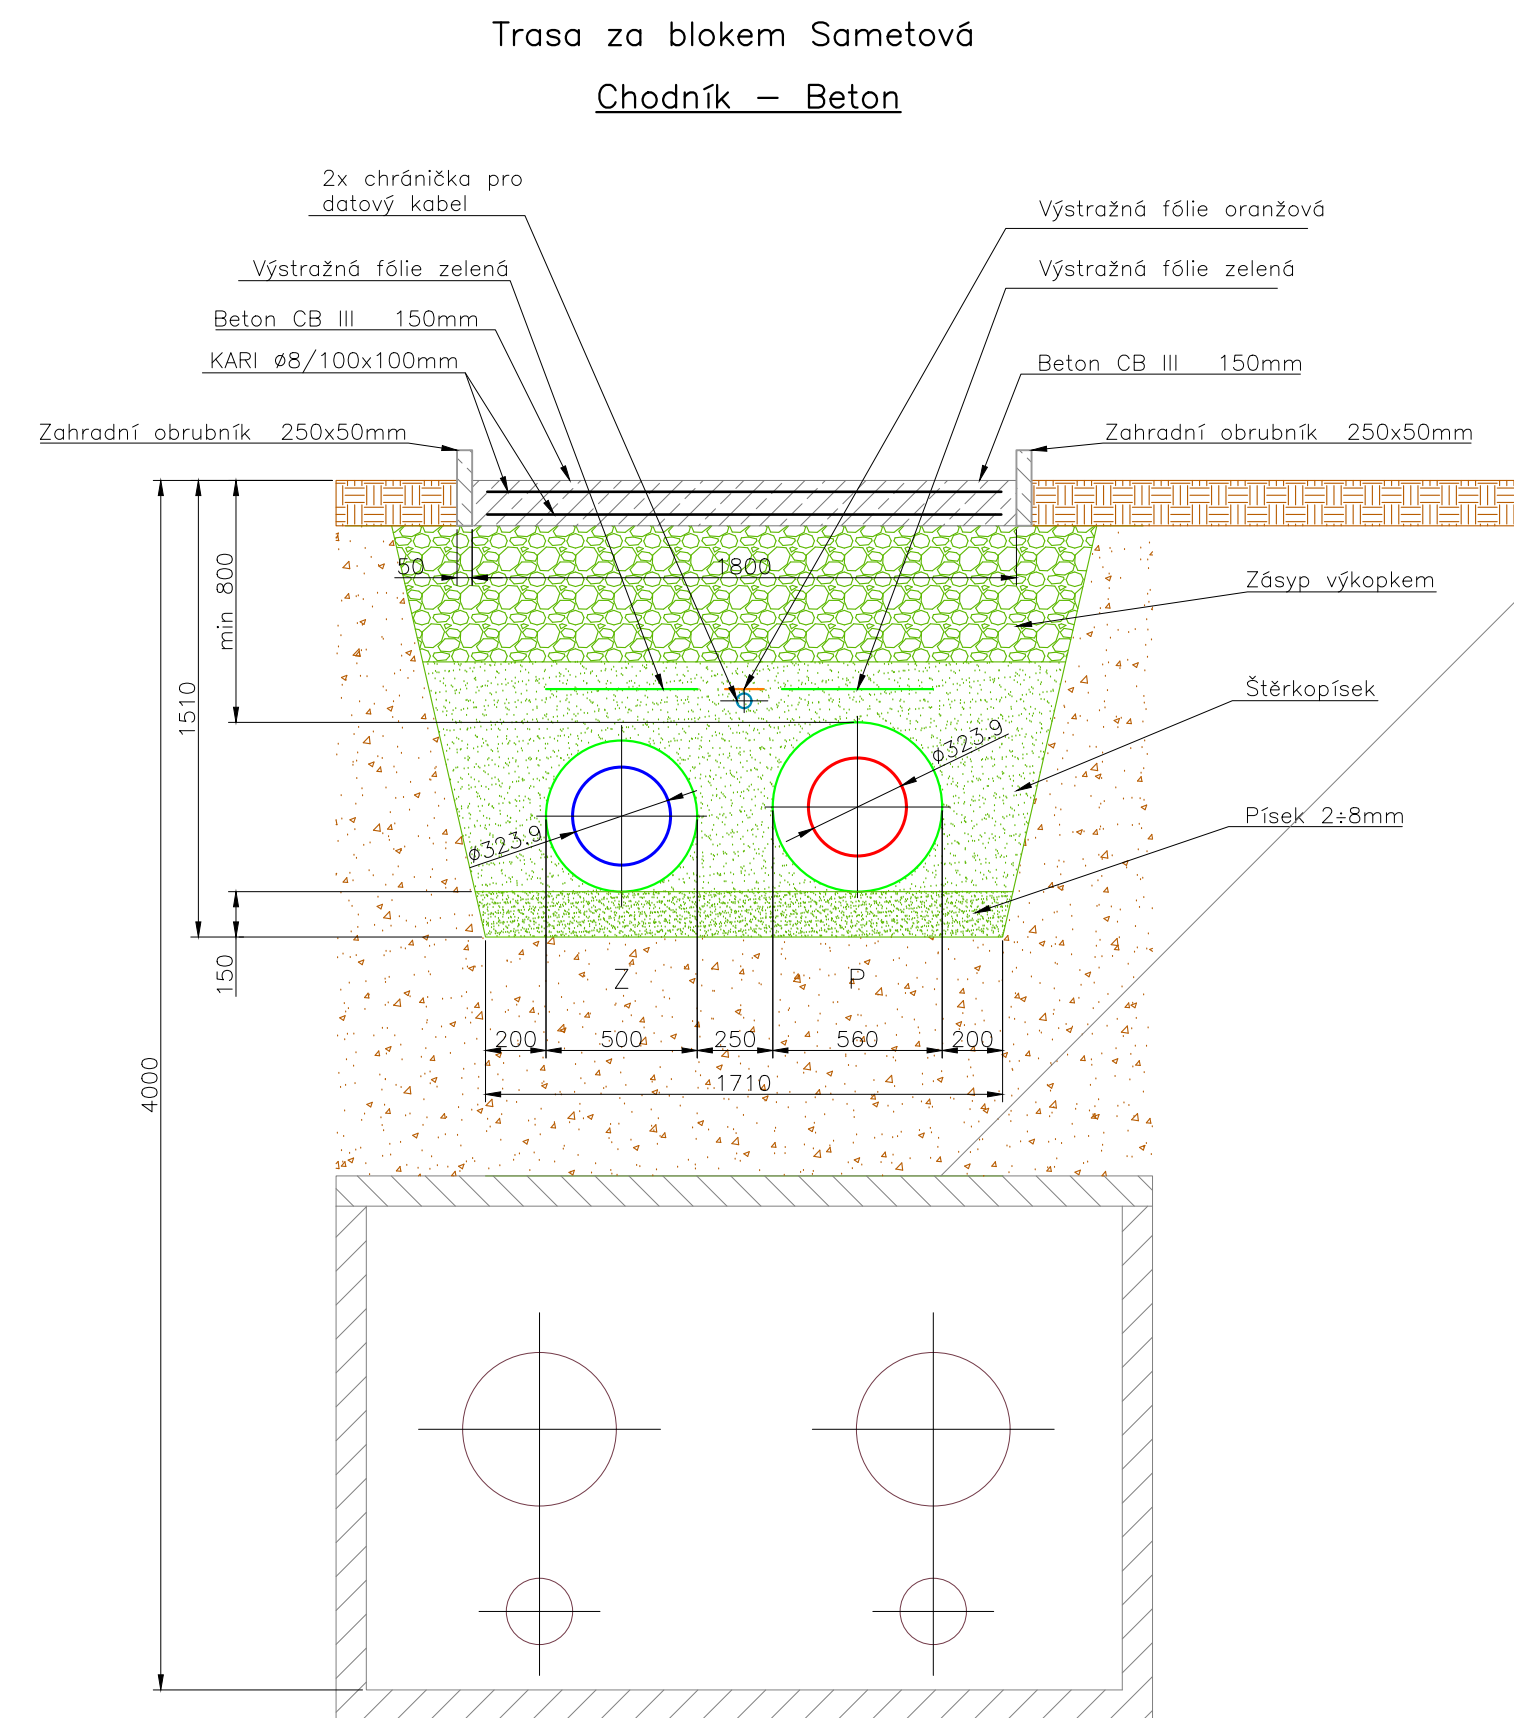 Trasa za blokem Sametová
Chodník – Beton
2x chránička pro
datový kabel
Výstražná fólie oranžová
Výstražná fólie zelená
Výstražná fólie zelená
Beton CB III 150mm
KARI ø8/100x100mm
Beton CB III 150mm
Zahradní obrubník 250x50mm
Zahradní obrubník 250x50mm
50
1800
min 800
Zásyp výkopkem
1510
Štěrkopísek
ø323.9
ø323.9
Písek 2÷8mm
150
Z
P
200
500
250
560
200
1710
4000